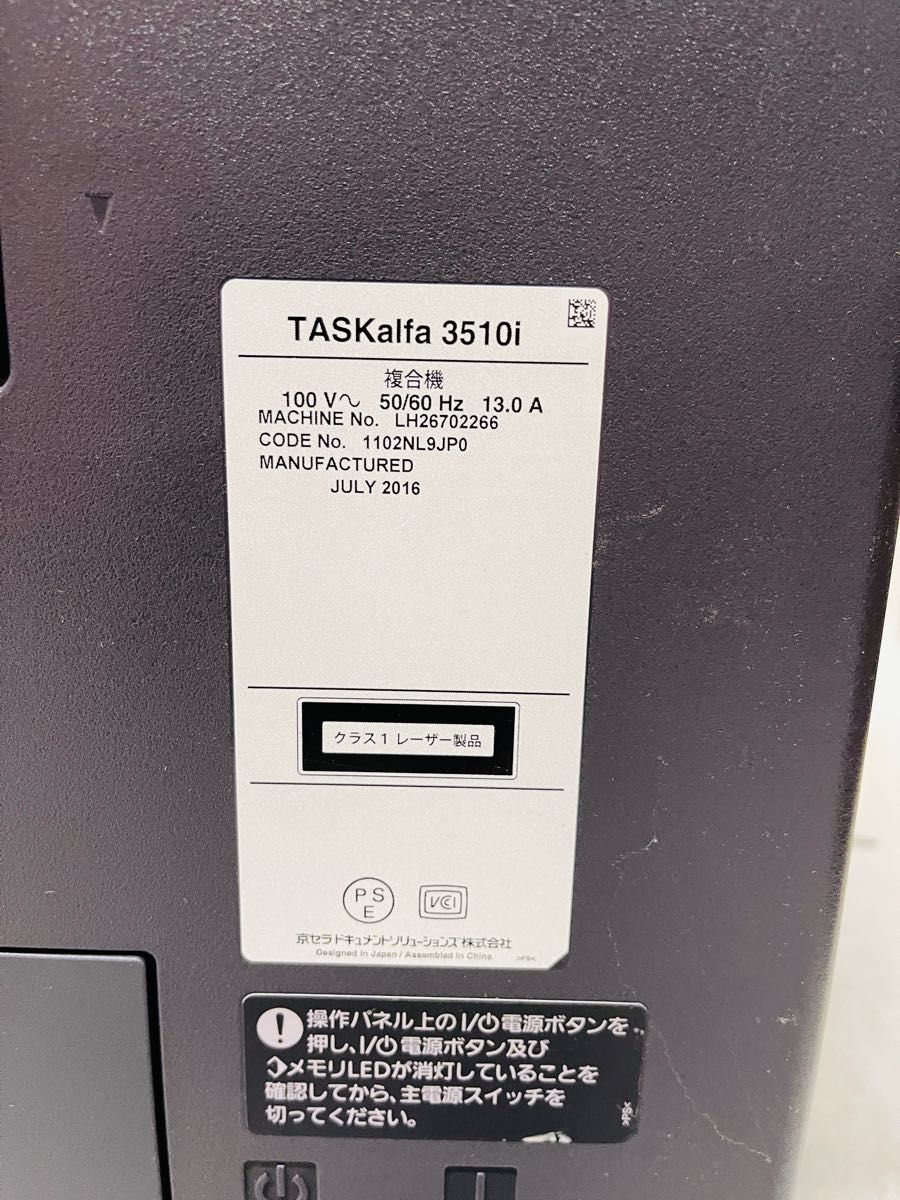 TASKalfa 3510i
複合機
100 V～ 50/60 Hz 13.0 A
MACHINE No. LH26702266
CODE No. 1102NL9JP0
MANUFACTURED
JULY 2016
クラス1 レーザー製品
PS
E
VCI
京セラドキュメントソリューションズ株式会社
Designed in Japan / Assembled in China >PS<
操作パネル上のI/⏻電源ボタンを
押し、I/⏻電源ボタン及び
メモリLEDが消灯していることを
確認してから、主電源スイッチを
切ってください。
>PS<